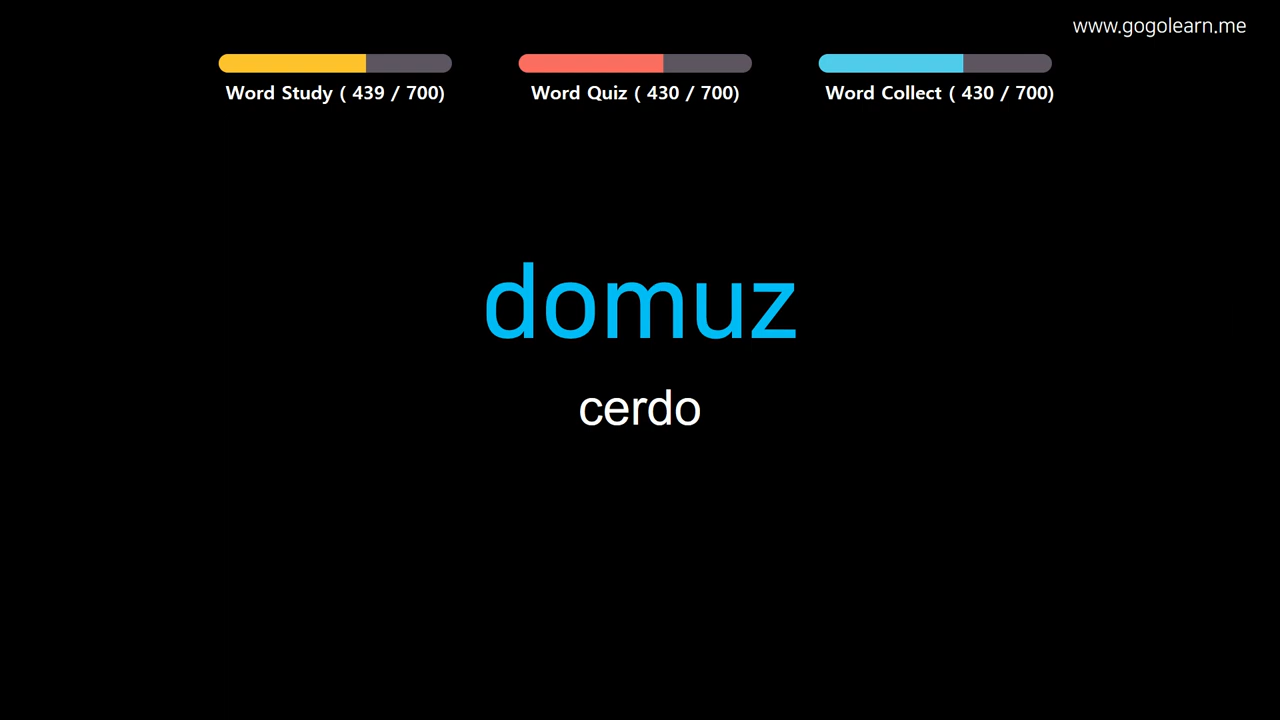 www.gogolearn.me
Word Study ( 439 / 700)
Word Quiz ( 430 / 700)
Word Collect ( 430 / 700)
domuz
cerdo